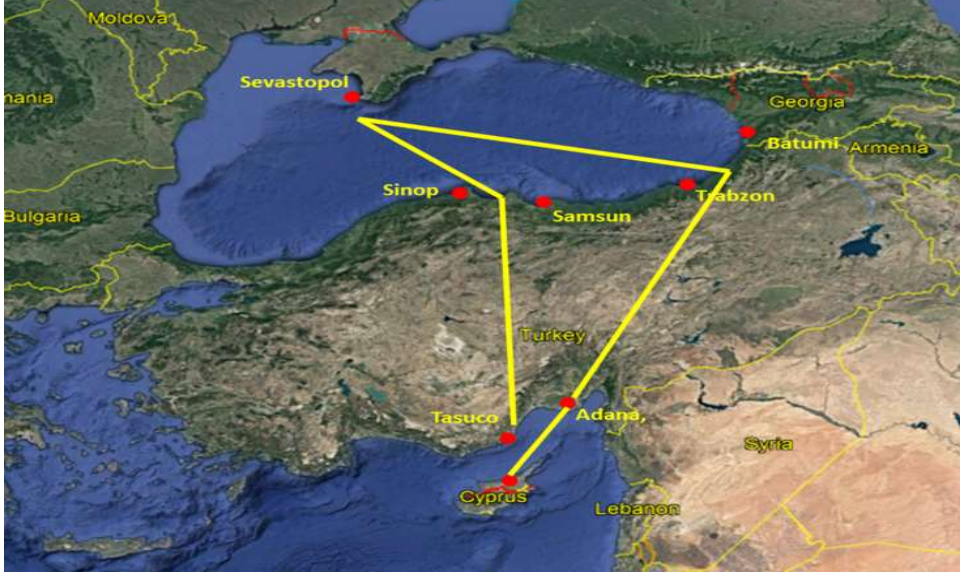 Moldova
Sevastopol
mania
Georgia
Batumi
Armenia
Sinop
Trabzon
Bulgaria
Samsun
Turkey
Tasuco
Adana,
Syria
Cyprus
Lebanon